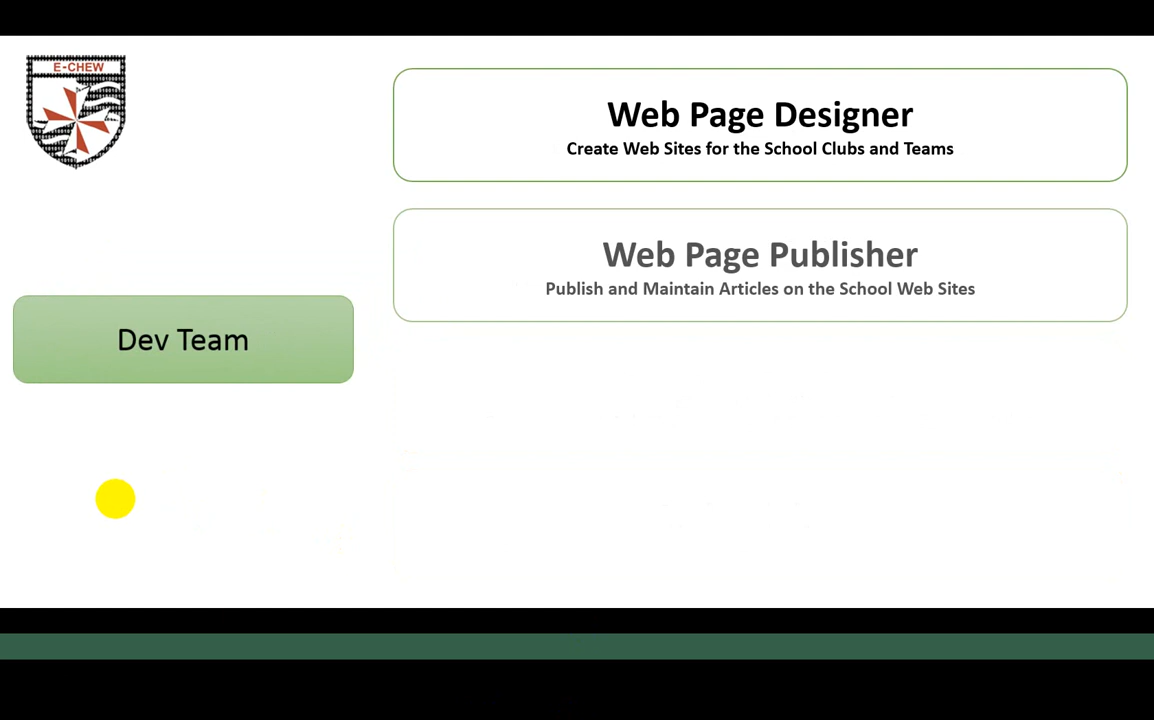 E-CHEW
Web Page Designer
Create Web Sites for the School Clubs and Teams
Web Page Publisher
Publish and Maintain Articles on the School Web Sites
Dev Team